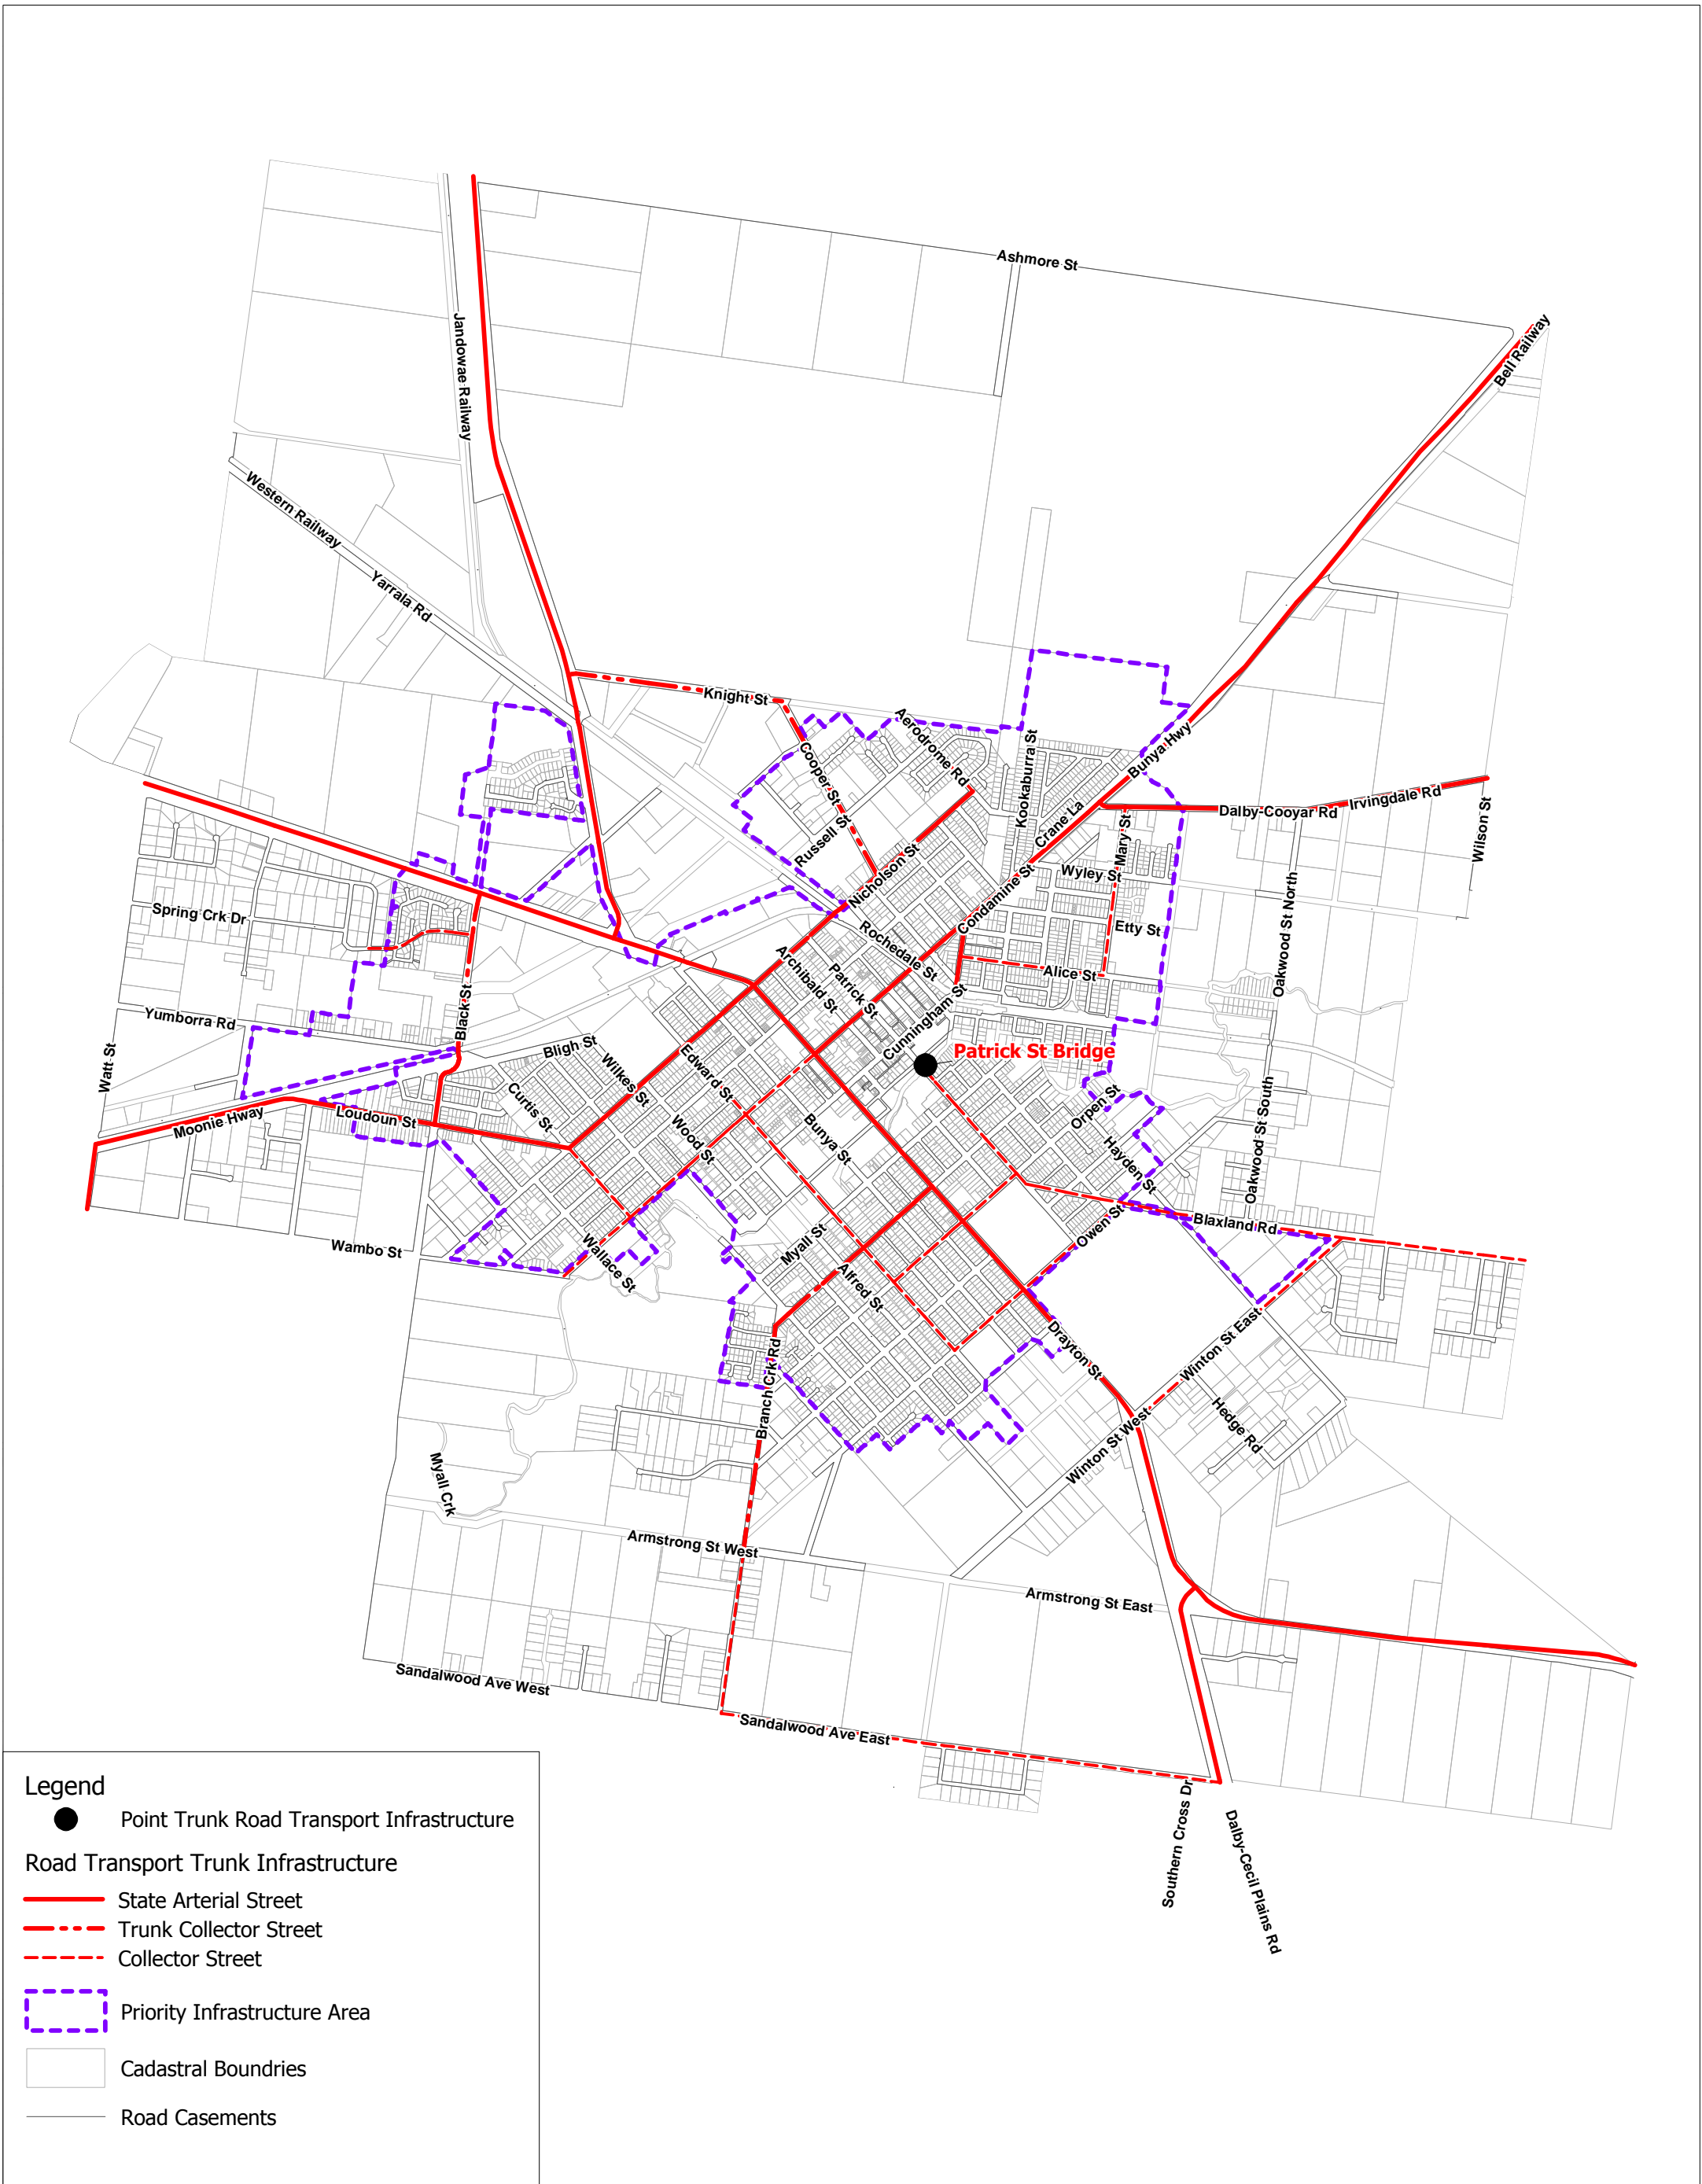 Ashmore St
Bell Railway
Jandowae Railway
Western Railway
Yarrala Rd
Knight St
Aerodrome Rd
Kookaburra St
Bunya Hwy
Cooper St
Crane La
Dalby-Cooyar Rd
Irvingdale Rd
Wilson St
Mary St
Russell St
Nicholson St
Wyley St
Condamine St
Spring Crk Dr
Etty St
Oakwood St North
Rochedale St
Archibald St
Patrick St
Alice St
Black St
Yumborra Rd
Cunningham St
Patrick St Bridge
Watt St
Bligh St
Wilkes St
Edward St
Curtis St
Moonie Hway
Loudoun St
Wood St
Bunya St
Orpen St
Hayden St
Oakwood St South
Owen St
Blaxland Rd
Wambo St
Wallace St
Myall St
Alfred St
Drayton St
Winton St East
Branch Crk Rd
Hedge Rd
Winton St West
Myall Crk
Armstrong St West
Armstrong St East
Sandalwood Ave West
Sandalwood Ave East
Southern Cross Dr
Dalby-Cecil Plains Rd
Legend
Point Trunk Road Transport Infrastructure
Road Transport Trunk Infrastructure
State Arterial Street
Trunk Collector Street
Collector Street
Priority Infrastructure Area
Cadastral Boundries
Road Casements